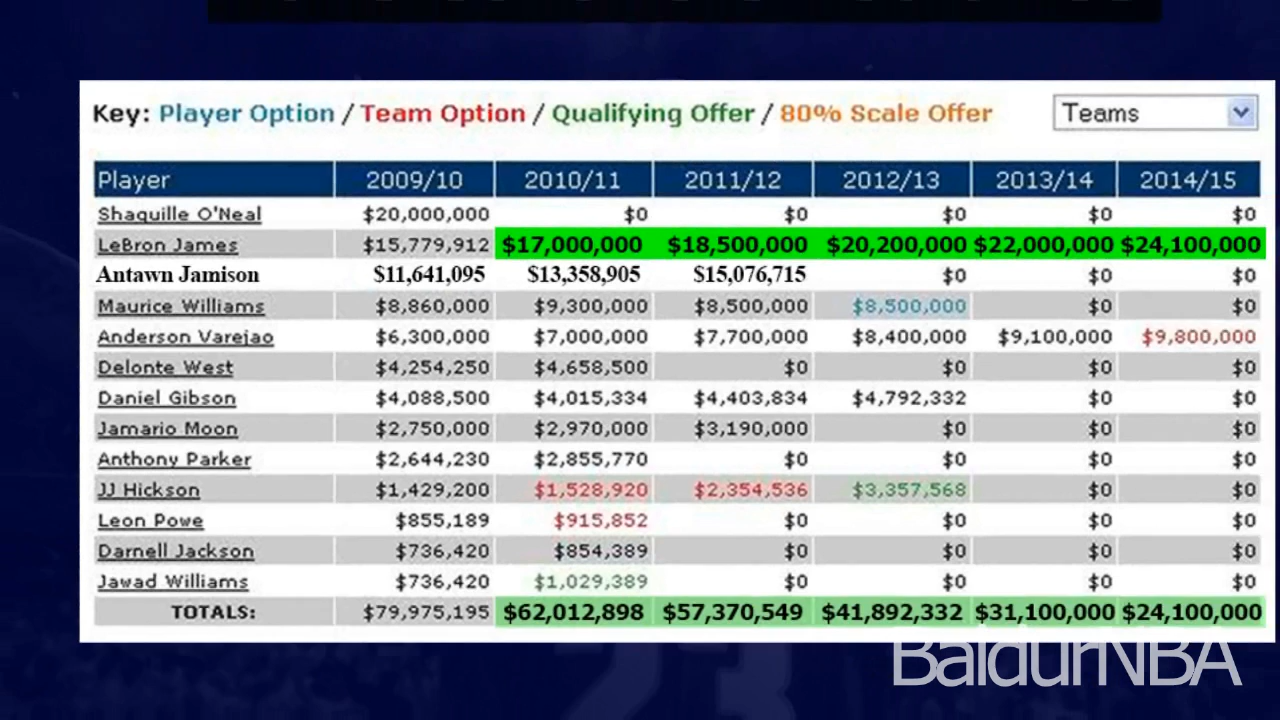 Key: Player Option / Team Option / Qualifying Offer / 80% Scale Offer Teams
Player 2009/10 2010/11 2011/12 2012/13 2013/14 2014/15
Shaquille O'Neal $20,000,000 $0 $0 $0 $0 $0
LeBron James $15,779,912 $17,000,000 $18,500,000 $20,200,000 $22,000,000 $24,100,000
Antawn Jamison $11,641,095 $13,358,905 $15,076,715 $0 $0 $0
Maurice Williams $8,860,000 $9,300,000 $8,500,000 $8,500,000 $0 $0
Anderson Varejao $6,300,000 $7,000,000 $7,700,000 $8,400,000 $9,100,000 $9,800,000
Delonte West $4,254,250 $4,658,500 $0 $0 $0 $0
Daniel Gibson $4,088,500 $4,015,334 $4,403,834 $4,792,332 $0 $0
Jamario Moon $2,750,000 $2,970,000 $3,190,000 $0 $0 $0
Anthony Parker $2,644,230 $2,855,770 $0 $0 $0 $0
JJ Hickson $1,429,200 $1,528,920 $2,354,536 $3,357,568 $0 $0
Leon Powe $855,189 $915,852 $0 $0 $0 $0
Darnell Jackson $736,420 $854,389 $0 $0 $0 $0
Jawad Williams $736,420 $1,029,389 $0 $0 $0 $0
TOTALS: $79,975,195 $62,012,898 $57,370,549 $41,892,332 $31,100,000 $24,100,000
BaldurNBA
23